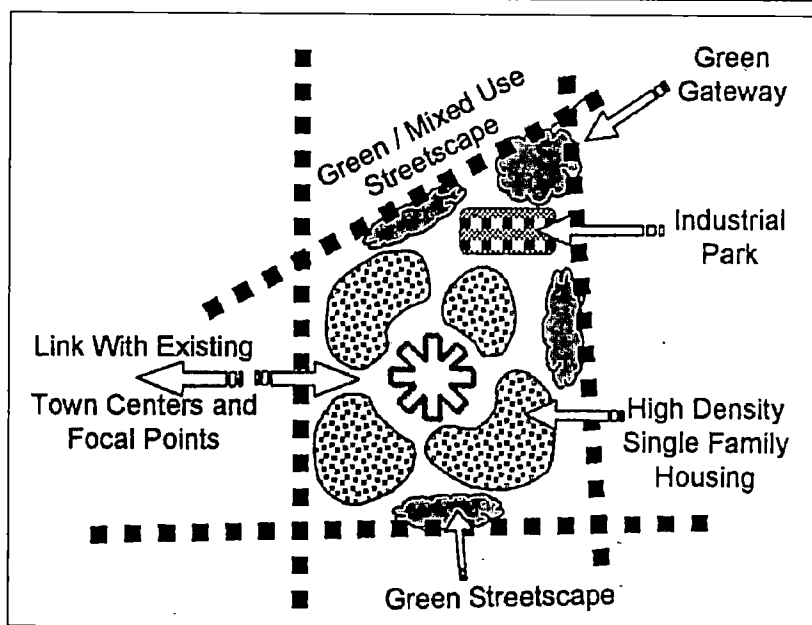 Green
Gateway
Green / Mixed Use
Streetscape
Industrial
Park
Link With Existing
Town Centers and
Focal Points
High Density
Single Family
Housing
Green Streetscape